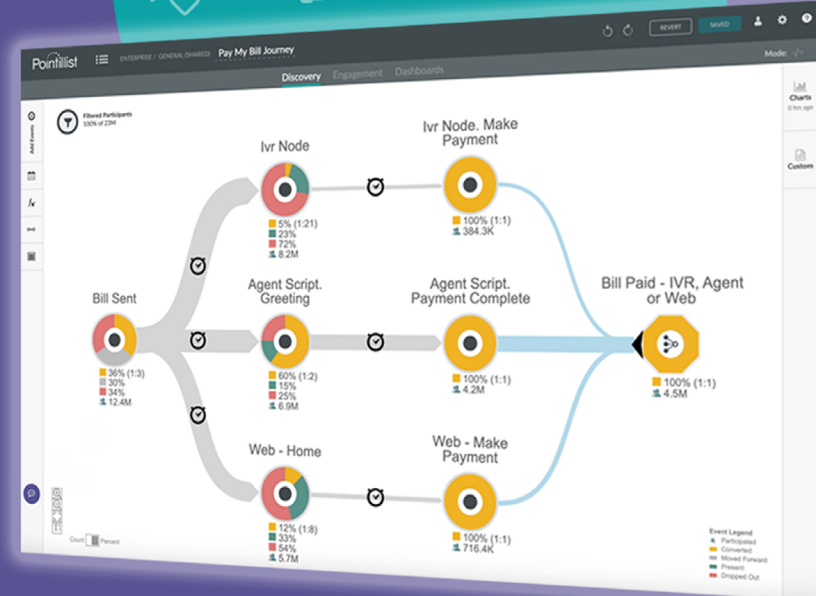 Pointillist
ENTERPRISE / GENERAL (SHARED)
Pay My Bill Journey
REVERT
SAVED
Discovery
Engagement
Dashboards
Mode:
Add Events
Filtered Participants
100% of 23M
Charts
0 hrs ago
Custom
Ivr Node
5% (1:21)
23%
72%
8.2M
Ivr Node. Make
Payment
100% (1:1)
384.3K
Bill Sent
36% (1:3)
30%
34%
12.4M
Agent Script.
Greeting
60% (1:2)
15%
25%
6.9M
Agent Script.
Payment Complete
100% (1:1)
4.2M
Bill Paid - IVR, Agent
or Web
100% (1:1)
4.5M
Web - Home
12% (1:8)
33%
54%
5.7M
Web - Make
Payment
100% (1:1)
716.4K
Count
Percent
Event Legend
Participated
Converted
Moved Forward
Present
Dropped Out